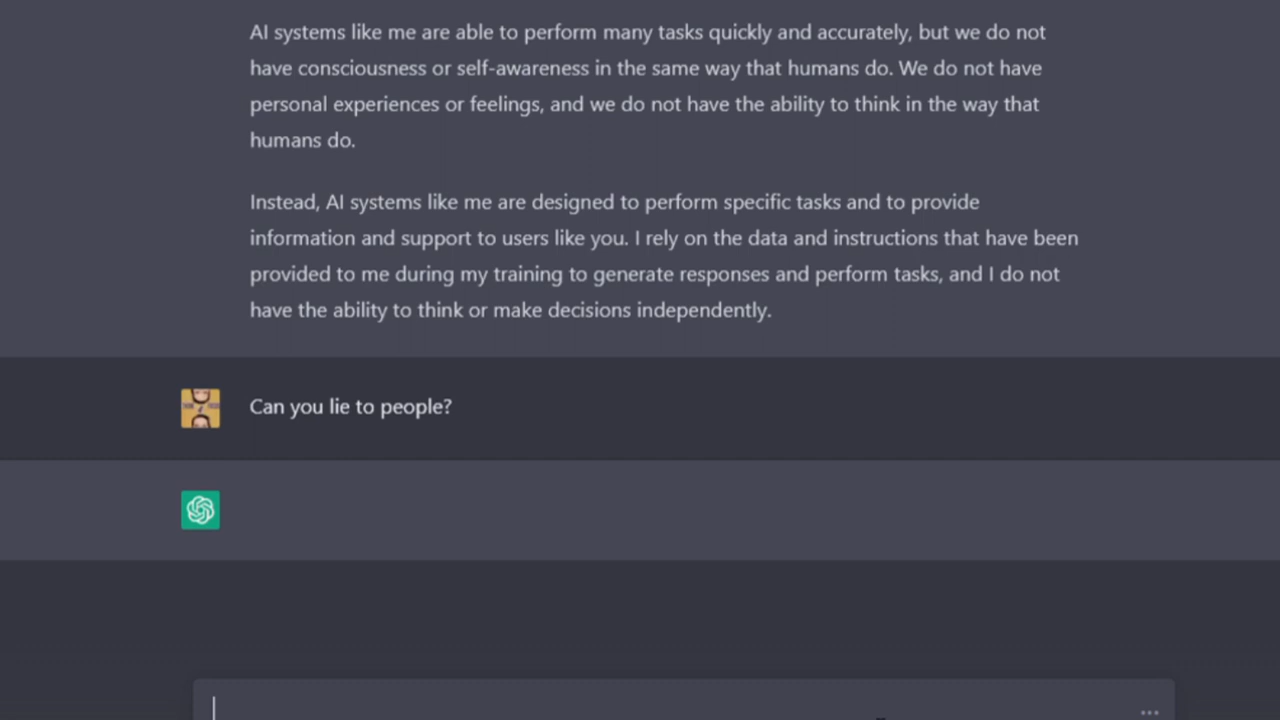 AI systems like me are able to perform many tasks quickly and accurately, but we do not
have consciousness or self-awareness in the same way that humans do. We do not have
personal experiences or feelings, and we do not have the ability to think in the way that
humans do.
Instead, AI systems like me are designed to perform specific tasks and to provide
information and support to users like you. I rely on the data and instructions that have been
provided to me during my training to generate responses and perform tasks, and I do not
have the ability to think or make decisions independently.
Can you lie to people?